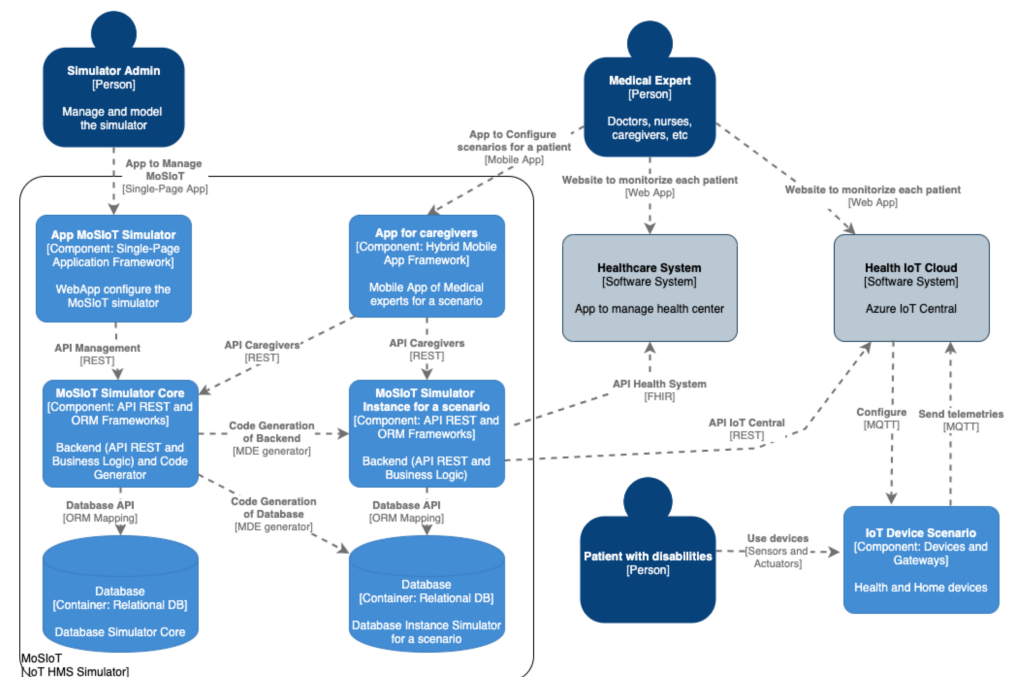 Simulator Admin
[Person]
Manage and model
the simulator
Medical Expert
[Person]
Doctors, nurses,
caregivers, etc
App to Manage
MoSIoT
[Single-Page App]
App to Configure
scenarios for a patient
[Mobile App]
Website to monitorize each patient
[Web App]
Website to monitorize each patient
[Web App]
App MoSIoT Simulator
[Component: Single-Page
Application Framework]
WebApp configure the
MoSIoT simulator
App for caregivers
[Component: Hybrid Mobile
App Framework]
Mobile App of Medical
experts for a scenario
Healthcare System
[Software System]
App to manage health center
Health IoT Cloud
[Software System]
Azure IoT Central
API Management
[REST]
API Caregivers
[REST]
API Caregivers
[REST]
MoSIoT Simulator Core
[Component: API REST and
ORM Frameworks]
Backend (API REST and
Business Logic) and Code
Generator
Code Generation
of Backend
[MDE generator]
MoSIoT Simulator
Instance for a scenario
[Component: API REST and
ORM Frameworks]
Backend (API REST and
Business Logic)
API Health System
[FHIR]
API IoT Central
[REST]
Configure
[MQTT]
Send telemetries
[MQTT]
Database API
[ORM Mapping]
Code Generation
of Database
[MDE generator]
Database API
[ORM Mapping]
Database
[Container: Relational DB]
Database Simulator Core
Database
[Container: Relational DB]
Database Instance Simulator
for a scenario
Patient with disabilities
[Person]
Use devices
[Sensors and
Actuators]
IoT Device Scenario
[Component: Devices and
Gateways]
Health and Home devices
MoSIoT
[IoT HMS Simulator]